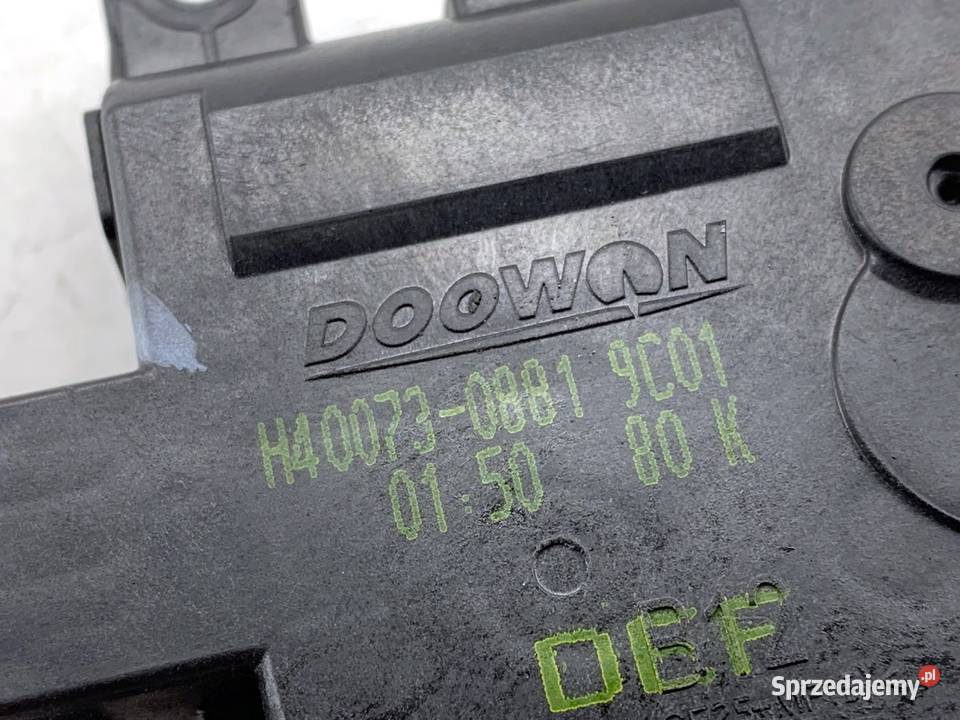 DOOWON
H40073-0881 9C01
01:50 80 K
DEF
Sprzedajemy.pl